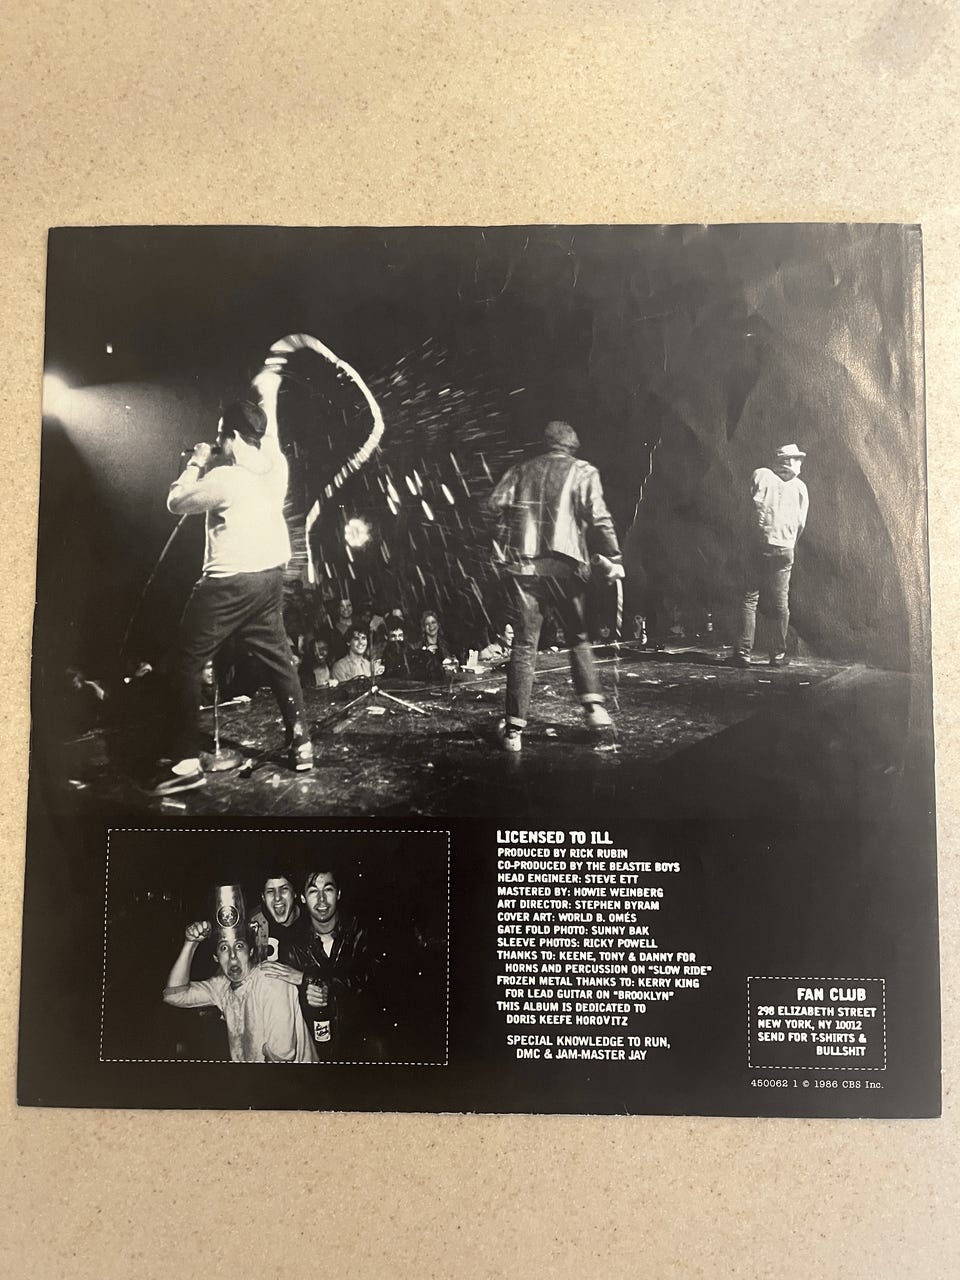 LICENSED TO ILL
PRODUCED BY RICK RUBIN
CO-PRODUCED BY THE BEASTIE BOYS
HEAD ENGINEER: STEVE ETT
MASTERED BY: HOWIE WEINBERG
ART DIRECTOR: STEPHEN BYRAM
COVER ART: WORLD B. OMÉS
GATE FOLD PHOTO: SUNNY BAK
SLEEVE PHOTOS: RICKY POWELL
THANKS TO: KEENE, TONY & DANNY FOR
HORNS AND PERCUSSION ON "SLOW RIDE"
FROZEN METAL THANKS TO: KERRY KING
FOR LEAD GUITAR ON "BROOKLYN"
THIS ALBUM IS DEDICATED TO
DORIS KEEFE HOROVITZ
SPECIAL KNOWLEDGE TO RUN,
DMC & JAM-MASTER JAY
FAN CLUB
298 ELIZABETH STREET
NEW YORK, NY 10012
SEND FOR T-SHIRTS &
BULLSHIT
450062 1 © 1986 CBS Inc.